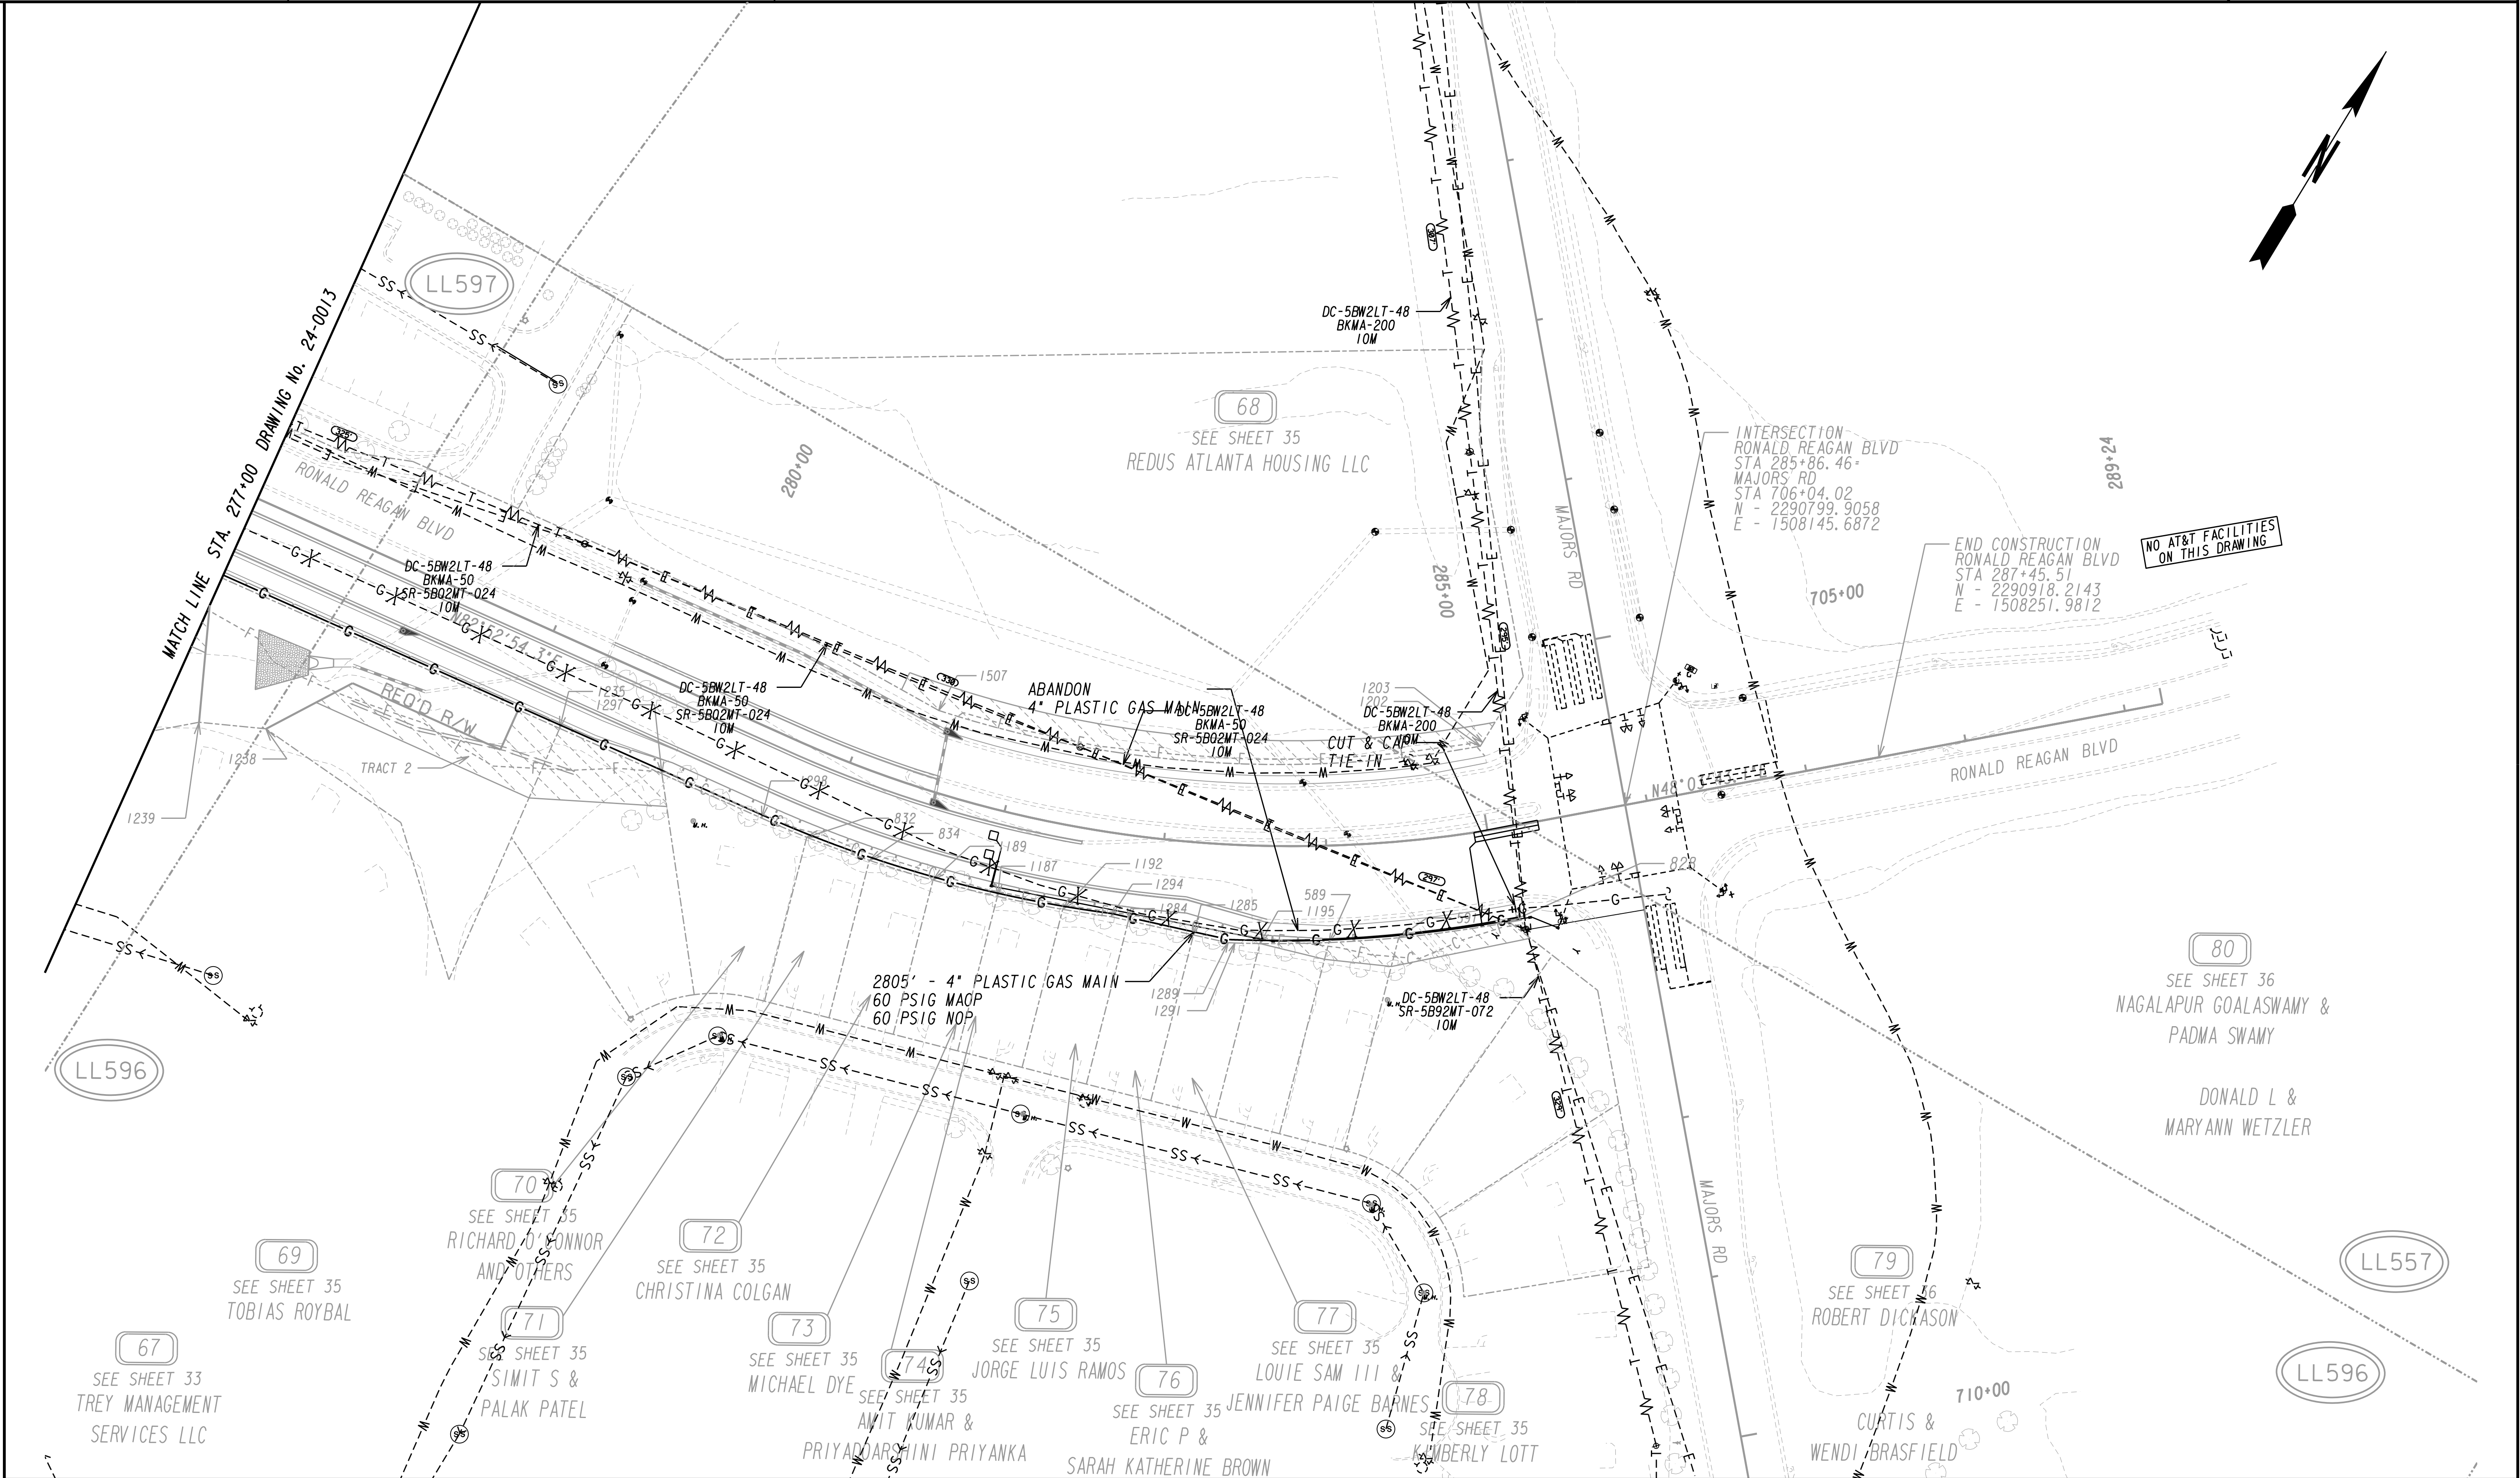 MATCH LINE STA. 277+00 DRAWING No. 24-0013
LL597
N
DC-5BW2LT-48
BKMA-200
10M
68
SEE SHEET 35
REDUS ATLANTA HOUSING LLC
280+00
285+00
MAJORS RD
INTERSECTION
RONALD REAGAN BLVD
STA 285+86.46=
MAJORS RD
STA 706+04.02
N - 2290799.9058
E - 1508145.6872
289+24
NO AT&T FACILITIES
ON THIS DRAWING
END CONSTRUCTION
RONALD REAGAN BLVD
STA 287+45.51
N - 2290918.2143
E - 1508251.9812
705+00
RONALD REAGAN BLVD
DC-5BW2LT-48
BKMA-50
SR-5B02MT-024
10M
N82°52'54.3"E
REQ'D R/W
TRACT 2
1238
1239
1235
1297
DC-5BW2LT-48
BKMA-50
SR-5B02MT-024
10M
1507
ABANDON
4" PLASTIC GAS MAIN
DC-5BW2LT-48
BKMA-50
SR-5B02MT-024
10M
1203
1202
DC-5BW2LT-48
BKMA-200
10M
CUT & CAP
TIE-IN
RONALD REAGAN BLVD
1298
832
834
1189
1187
1192
1294
1284
1285
589
1195
828
2805' - 4" PLASTIC GAS MAIN
60 PSIG MAOP
60 PSIG NOP
1289
1291
DC-5BW2LT-48
SR-5B92MT-072
10M
80
SEE SHEET 36
NAGALAPUR GOALASWAMY &
PADMA SWAMY
DONALD L &
MARYANN WETZLER
LL596
MAJORS RD
70
SEE SHEET 35
RICHARD O'CONNOR
AND OTHERS
69
SEE SHEET 35
TOBIAS ROYBAL
72
SEE SHEET 35
CHRISTINA COLGAN
79
SEE SHEET 36
ROBERT DICKASON
LL557
67
SEE SHEET 33
TREY MANAGEMENT
SERVICES LLC
71
SEE SHEET 35
SIMIT S &
PALAK PATEL
73
SEE SHEET 35
MICHAEL DYE
74
SEE SHEET 35
AMIT KUMAR &
PRIYADDARSHINI PRIYANKA
75
SEE SHEET 35
JORGE LUIS RAMOS
76
SEE SHEET 35
ERIC P &
SARAH KATHERINE BROWN
77
SEE SHEET 35
LOUIE SAM III &
JENNIFER PAIGE BARNES
78
SEE SHEET 35
KIMBERLY LOTT
CURTIS &
WENDI BRASFIELD
710+00
LL596